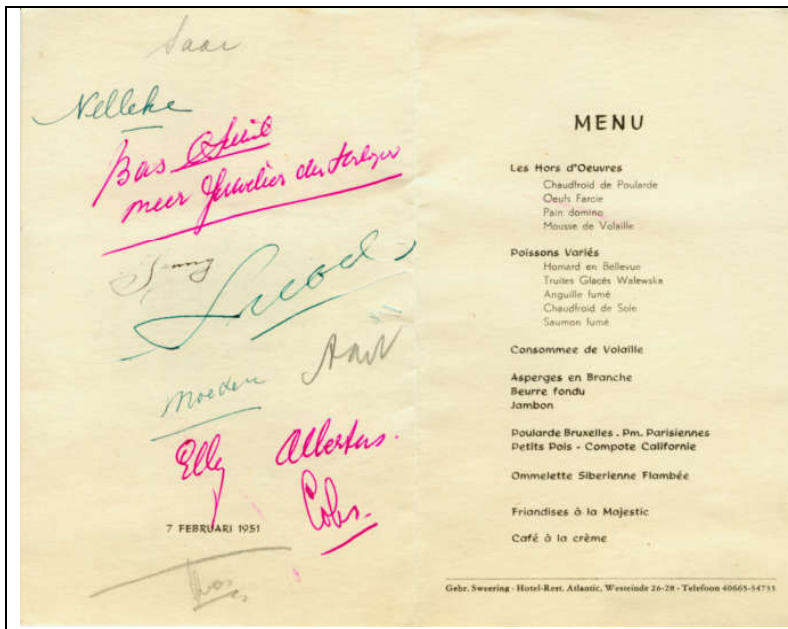 Saar
Nelleke
Bas
meer Juwelier
Jenny
Moeder
Elly Albertus.
Cobs.
7 FEBRUARI 1951
MENU
Les Hors d'Oeuvres
Chaudfroid de Poularde
Oeufs Farcie
Pain domino
Mousse de Volaille
Poissons Variés
Homard en Bellevue
Truites Glacés Walewska
Anguille fumé
Chaudfroid de Sole
Saumon fumé
Consommee de Volaille
Asperges en Branche
Beurre fondu
Jambon
Poularde Bruxelles . Pm. Parisiennes
Petits Pois - Compote Californie
Ommelette Siberienne Flambée
Friandises à la Majestic
Café à la crème
Gebr. Sweering - Hotel-Rest. Atlantic, Westeinde 26-28 - Telefoon 40665-54733